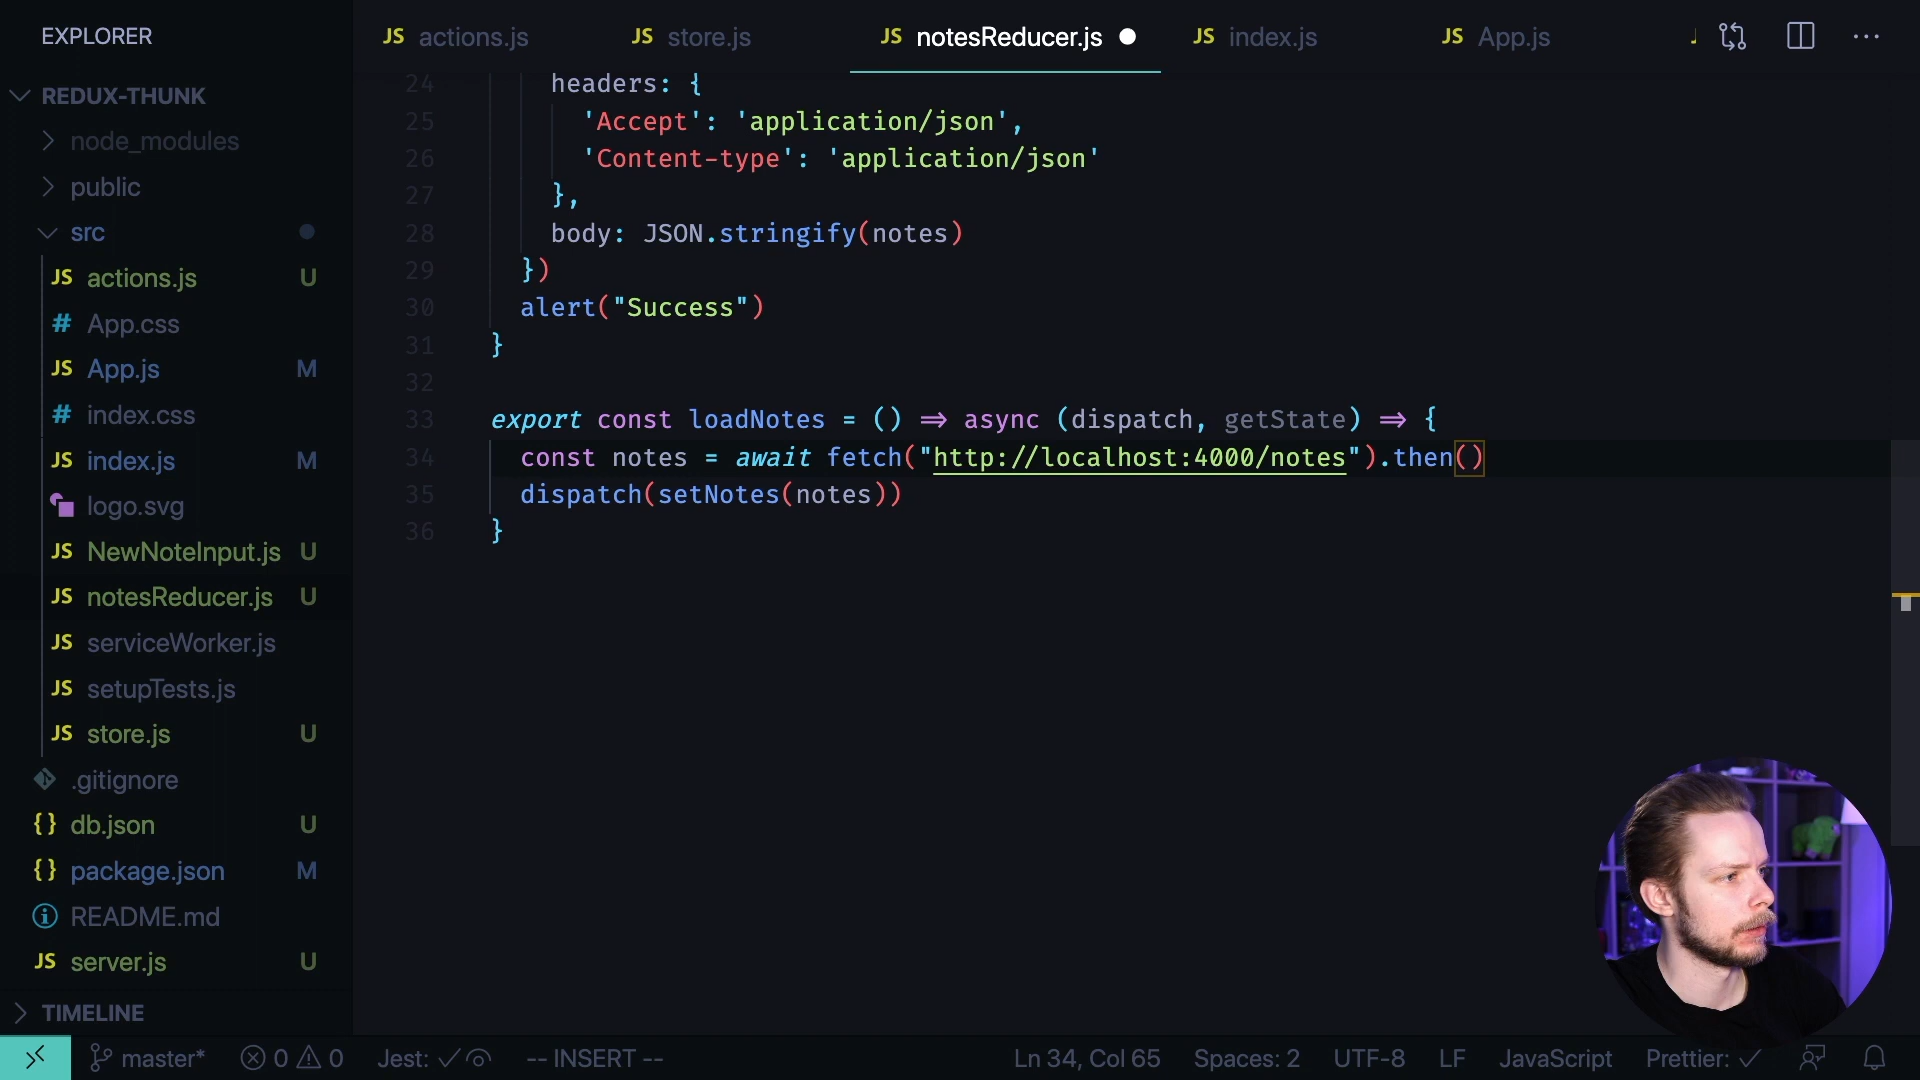 EXPLORER
REDUX-THUNK
node_modules
public
src
JS actions.js U
# App.css
JS App.js M
# index.css
JS index.js M
logo.svg
JS NewNoteInput.js U
JS notesReducer.js U
JS serviceWorker.js
JS setupTests.js
JS store.js U
.gitignore
{} db.json U
{} package.json M
README.md
JS server.js U
TIMELINE
JS actions.js JS store.js JS notesReducer.js JS index.js JS App.js
24 headers: {
25 'Accept': 'application/json',
26 'Content-type': 'application/json'
27 },
28 body: JSON.stringify(notes)
29 })
30 alert("Success")
31 }
32
33 export const loadNotes = () => async (dispatch, getState) => {
34 const notes = await fetch("http://localhost:4000/notes").then()
35 dispatch(setNotes(notes))
36 }
master* 0 0 Jest: -- INSERT -- Ln 34, Col 65 Spaces: 2 UTF-8 LF JavaScript Prettier: